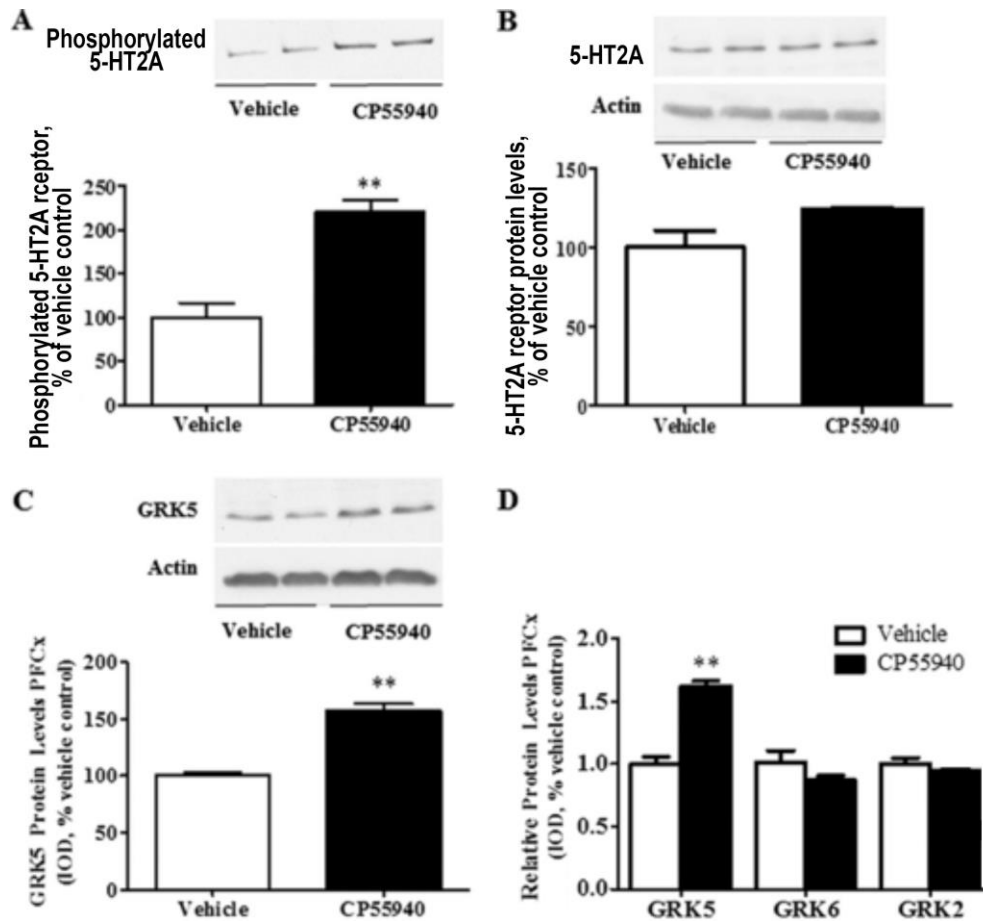 A
Phosphorylated
5-HT2A
Vehicle
CP55940
Phosphorylated 5-HT2A rceptor,
% of vehicle control
250
200
150
100
50
0
**
Vehicle
CP55940
B
5-HT2A
Actin
Vehicle
CP55940
5-HT2A rceptor protein levels,
% of vehicle control
150
100
50
0
Vehicle
CP55940
C
GRK5
Actin
Vehicle
CP55940
GRK5 Protein Levels PFCx
(IOD, % vehicle control)
200
150
100
50
0
**
Vehicle
CP55940
D
Vehicle
CP55940
Relative Protein Levels PFCx
(IOD, % vehicle control)
2.0
1.5
1.0
0.5
0.0
**
GRK5
GRK6
GRK2